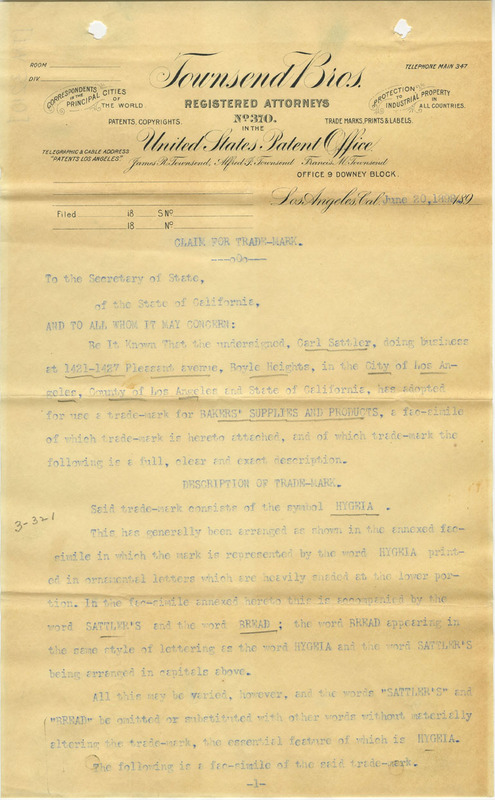 ROOM
DIV
TELEPHONE MAIN 347
Townsend Bros.
CORRESPONDENTS IN THE PRINCIPAL CITIES OF THE WORLD
REGISTERED ATTORNEYS
PROTECTION TO INDUSTRIAL PROPERTY IN ALL COUNTRIES.
PATENTS, COPYRIGHTS.
Nº 310.
TRADE MARKS, PRINTS & LABELS.
IN THE
United States Patent Office
TELEGRAPHIC & CABLE ADDRESS
"PATENTS LOS ANGELES."
James R. Townsend, Alfred I. Townsend Francis M. Townsend
OFFICE 9 DOWNEY BLOCK.
Los Angeles, Cal. June 20, 1899
Filed 18 S Nº
18 Nº
CLAIM FOR TRADE-MARK.
---oOo---
To the Secretary of State,
of the State of California,
AND TO ALL WHOM IT MAY CONCERN:
Be It Known That the undersigned, Carl Sattler, doing business
at 1421-1427 Pleasant avenue, Boyle Heights, in the City of Los An-
geles, County of Los Angeles and State of California, has adopted
for use a trade-mark for BAKERS' SUPPLIES AND PRODUCTS, a fac-simile
of which trade-mark is hereto attached, and of which trade-mark the
following is a full, clear and exact description.
DESCRIPTION OF TRADE-MARK.
Said trade-mark consists of the symbol HYGEIA .
3-321
This has generally been arranged as shown in the annexed fac-
simile in which the mark is represented by the word HYGEIA print-
ed in ornamental letters which are heavily shaded at the lower por-
tion. In the fac-simile annexed hereto this is accompanied by the
word SATTLER'S and the word BREAD ; the word BREAD appearing in
the same style of lettering as the word HYGEIA and the word SATTLER'S
being arranged in capitals above.
All this may be varied, however, and the words "SATTLER'S" and
"BREAD" be omitted or substituted with other words without materially
altering the trade-mark, the essential feature of which is HYGEIA.
The following is a fac-simile of the said trade-mark.
-1-